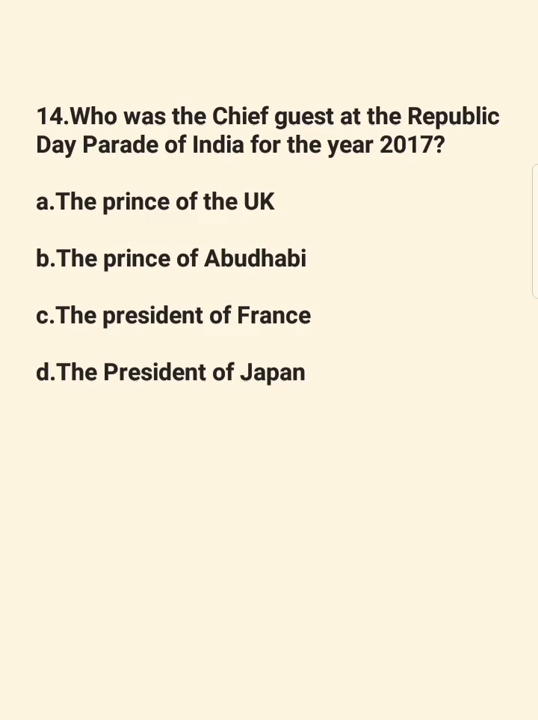 14.Who was the Chief guest at the Republic
Day Parade of India for the year 2017?
a.The prince of the UK
b.The prince of Abudhabi
c.The president of France
d.The President of Japan